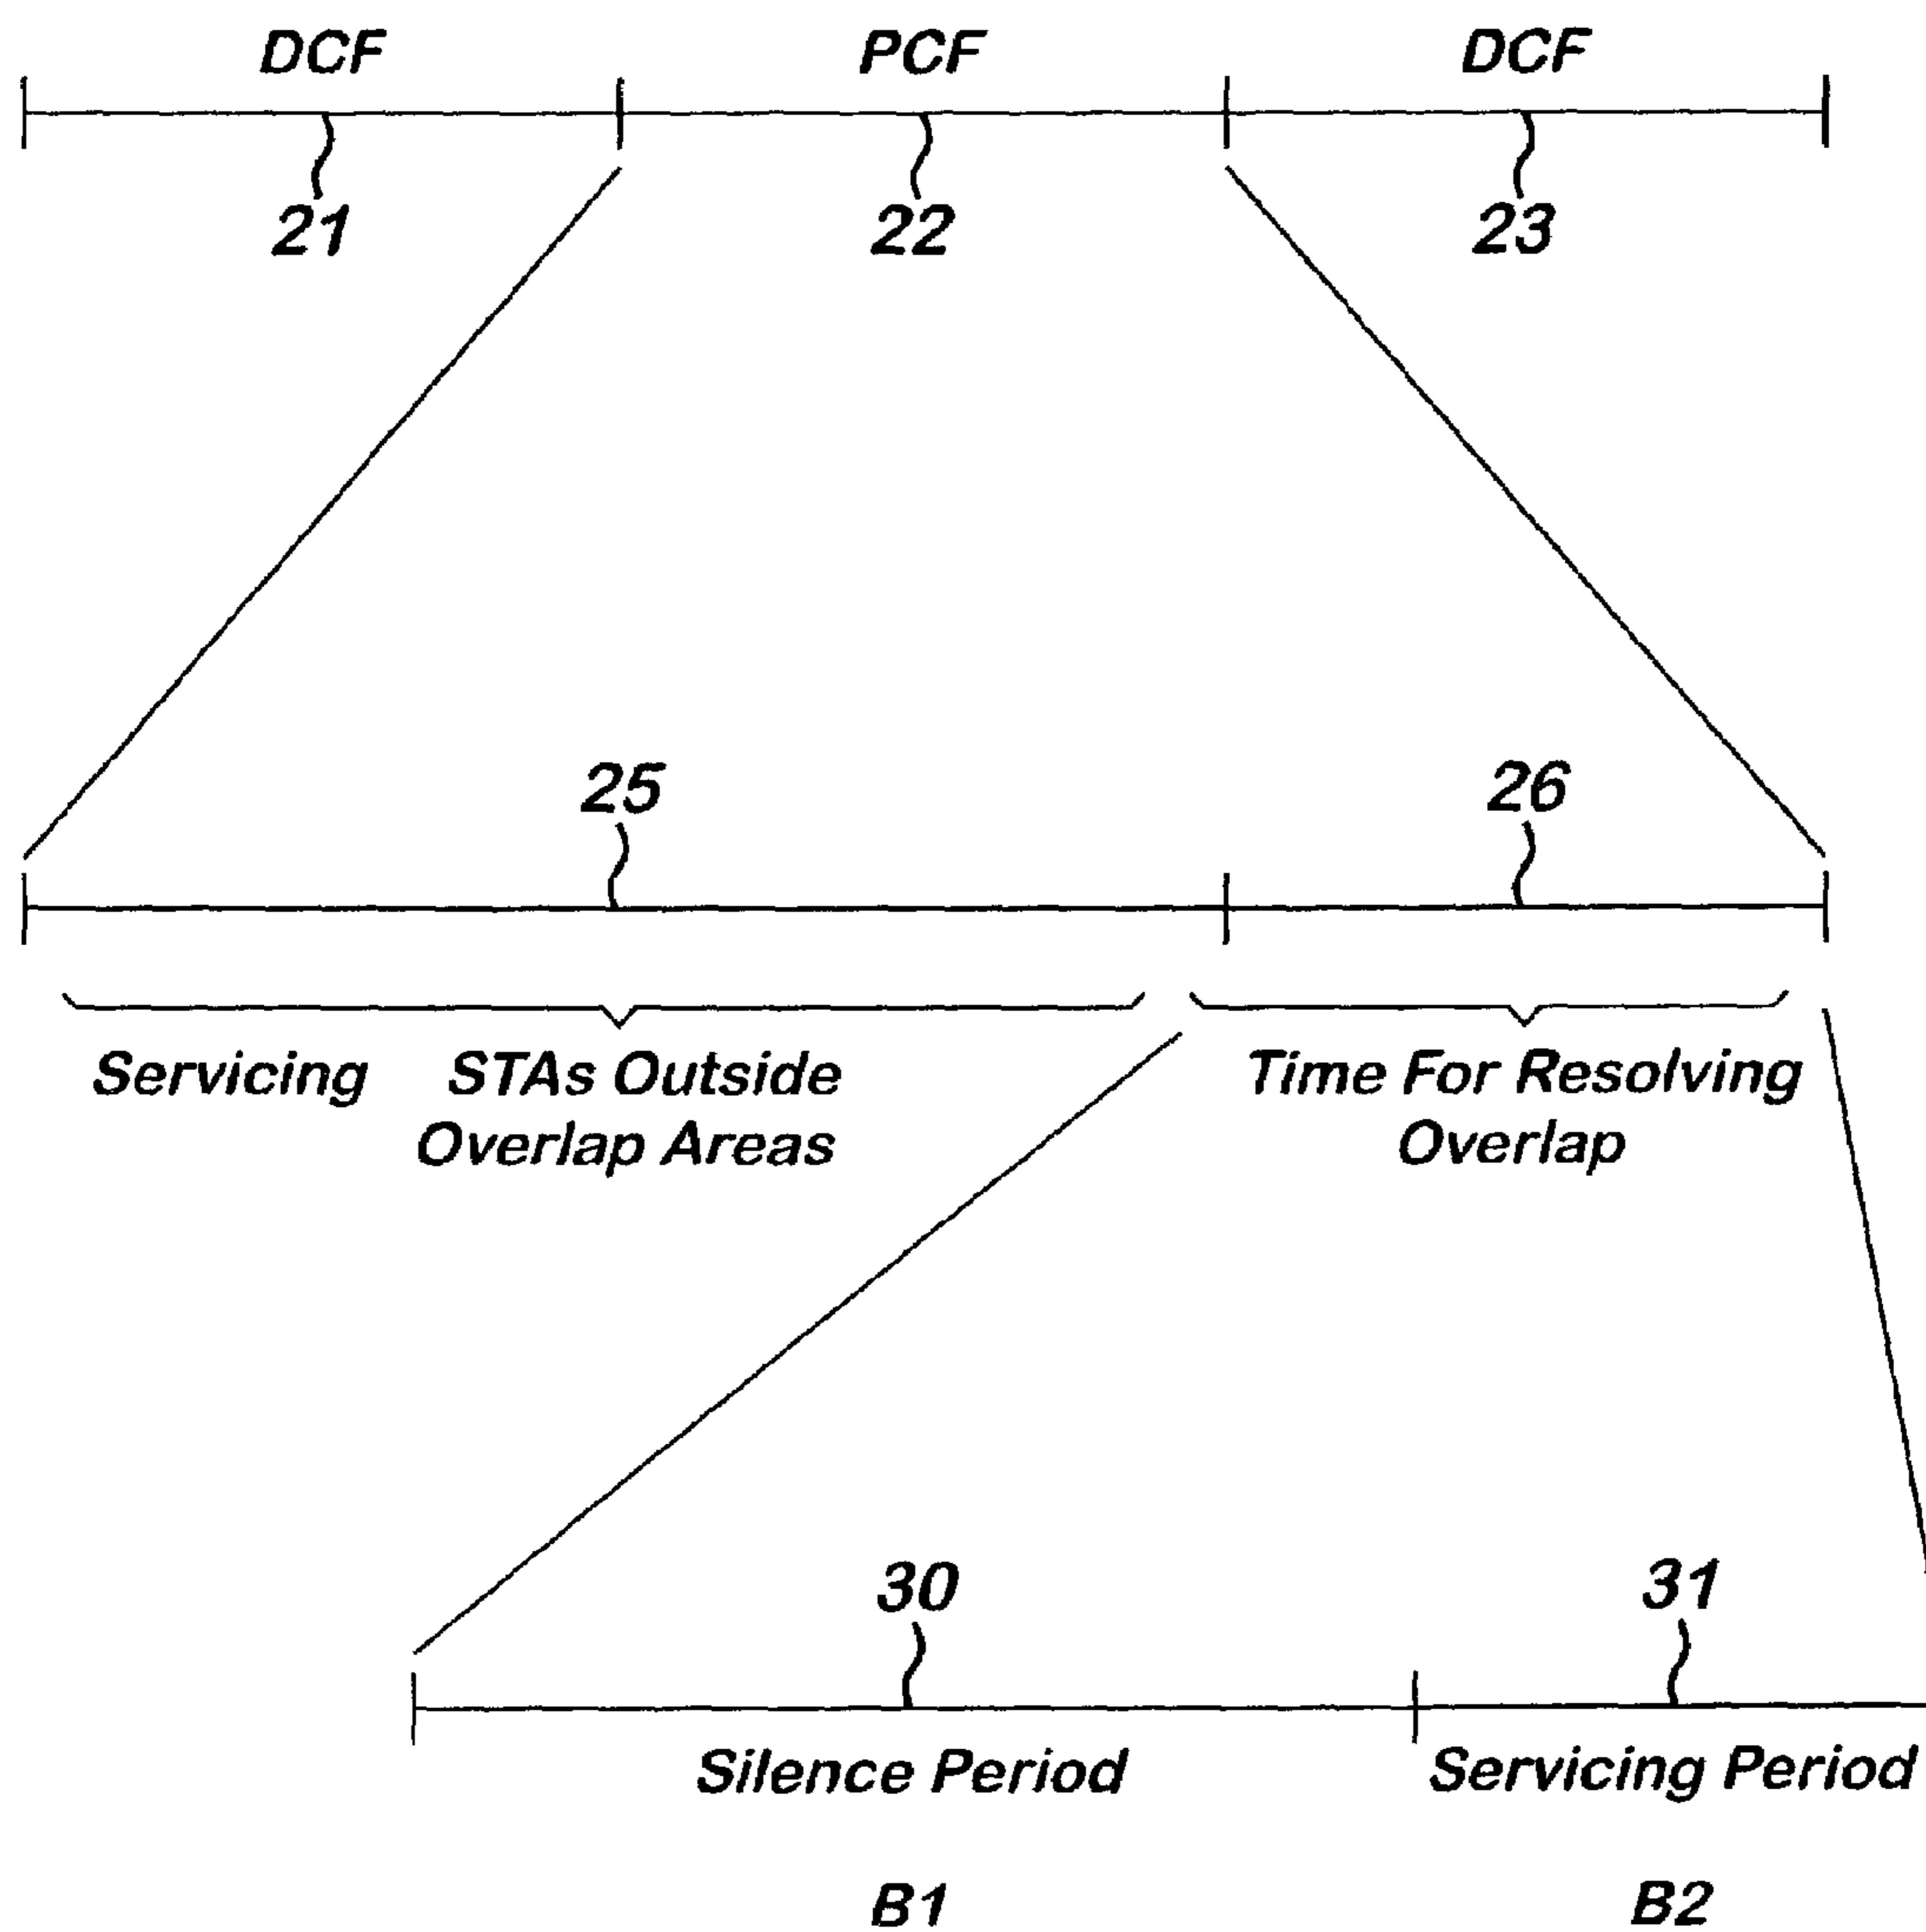 DCF PCF DCF
21 22 23
25 26
Servicing STAs Outside Overlap Areas
Time For Resolving Overlap
30 31
Silence Period Servicing Period
B1 B2